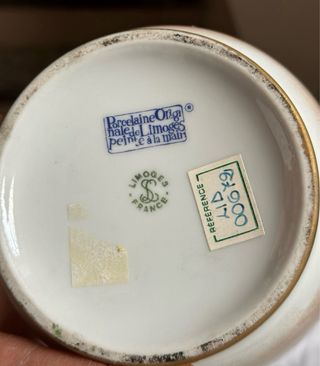 Porcelaine Origi
nale de Limoges
peinte à la main
®
LIMOGES
FRANCE
REFERENCE